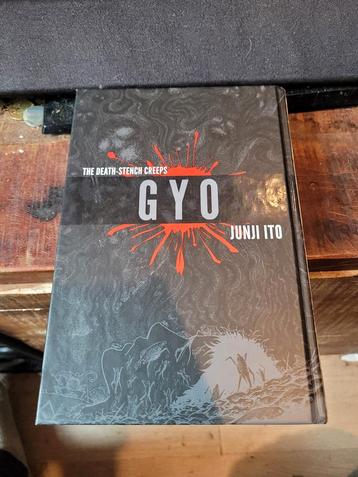 THE DEATH-STENCH CREEPS
GYO
JUNJI ITO